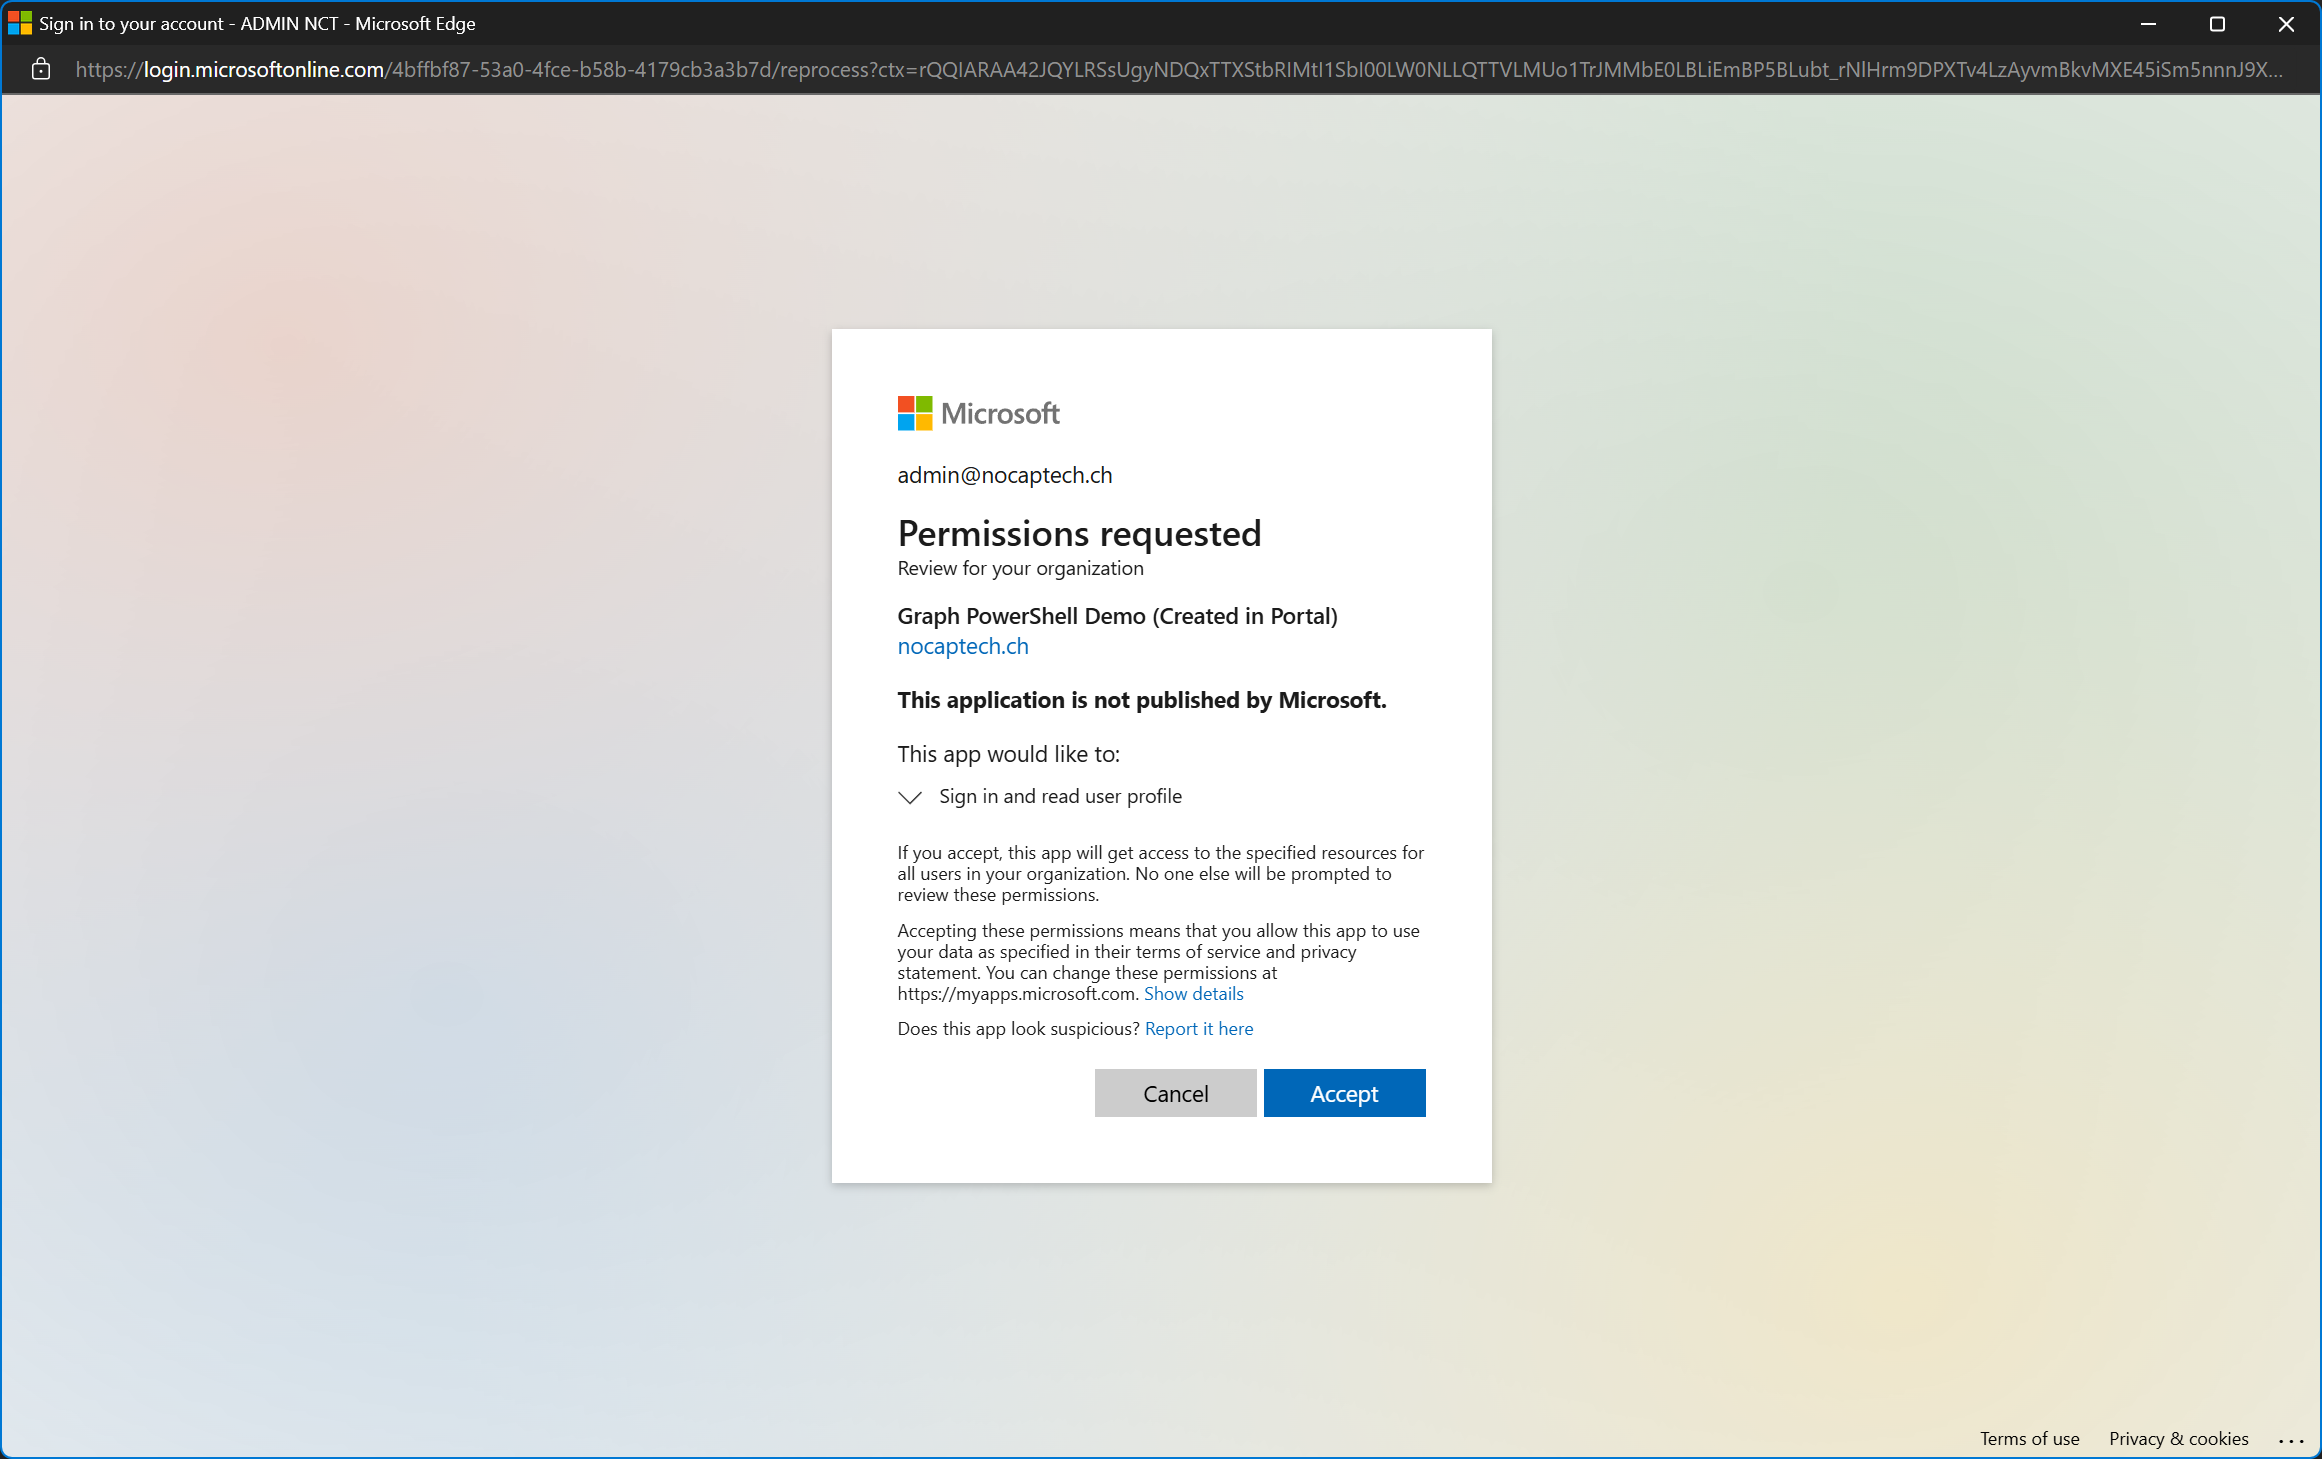 Sign in to your account - ADMIN NCT - Microsoft Edge
https://login.microsoftonline.com/4bffbf87-53a0-4fce-b58b-4179cb3a3b7d/reprocess?ctx=rQQIARAA42JQYLRSsUgyNDQxTTXStbRIMtI1SbI00LW0NLLQTTVLMUo1TrJMMbE0LBLiEmBP5BLubt_rNlHrm9DPXTv4LzAyvmBkvMXE45iSm5nnnJ9X...
Microsoft
admin@nocaptech.ch
Permissions requested
Review for your organization
Graph PowerShell Demo (Created in Portal)
nocaptech.ch
This application is not published by Microsoft.
This app would like to:
Sign in and read user profile
If you accept, this app will get access to the specified resources for
all users in your organization. No one else will be prompted to
review these permissions.
Accepting these permissions means that you allow this app to use
your data as specified in their terms of service and privacy
statement. You can change these permissions at
https://myapps.microsoft.com. Show details
Does this app look suspicious? Report it here
Cancel Accept
Terms of use Privacy & cookies ...